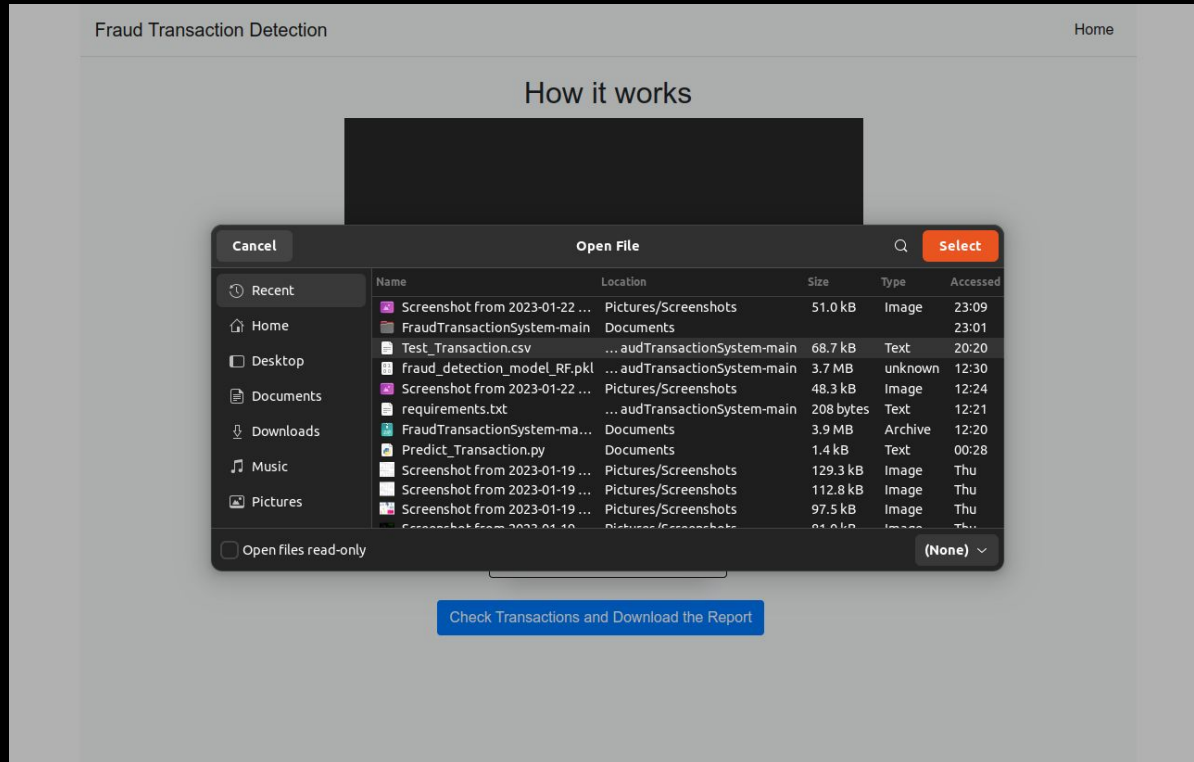 Fraud Transaction Detection Home
How it works
Cancel Open File Select
Name Location Size Type Accessed
Recent
Home
Desktop
Documents
Downloads
Music
Pictures
Screenshot from 2023-01-22 ... Pictures/Screenshots 51.0 kB Image 23:09
FraudTransactionSystem-main Documents 23:01
Test_Transaction.csv ... audTransactionSystem-main 68.7 kB Text 20:20
fraud_detection_model_RF.pkl ... audTransactionSystem-main 3.7 MB unknown 12:30
Screenshot from 2023-01-22 ... Pictures/Screenshots 48.3 kB Image 12:24
requirements.txt ... audTransactionSystem-main 208 bytes Text 12:21
FraudTransactionSystem-ma... Documents 3.9 MB Archive 12:20
Predict_Transaction.py Documents 1.4 kB Text 00:28
Screenshot from 2023-01-19 ... Pictures/Screenshots 129.3 kB Image Thu
Screenshot from 2023-01-19 ... Pictures/Screenshots 112.8 kB Image Thu
Screenshot from 2023-01-19 ... Pictures/Screenshots 97.5 kB Image Thu
Open files read-only (None)
Check Transactions and Download the Report